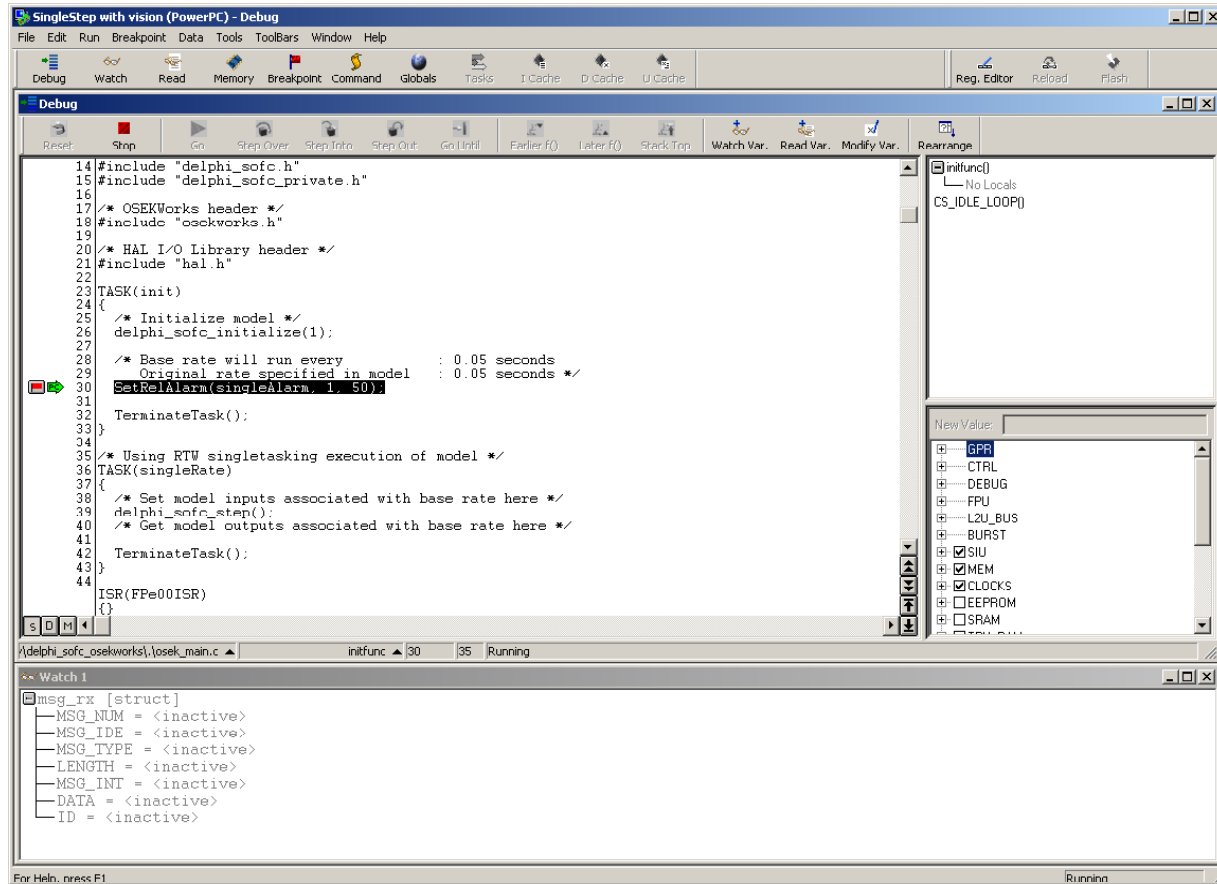 SingleStep with vision (PowerPC) - Debug
File Edit Run Breakpoint Data Tools ToolBars Window Help
Debug Watch Read Memory Breakpoint Command Globals Tasks I Cache D Cache U Cache Reg. Editor Reload Flash
Debug
Reset Stop Go Step Over Step Into Step Out Go Until Earlier f() Later f() Stack Top Watch Var. Read Var. Modify Var. Rearrange
14 #include "delphi_sofc.h"
15 #include "delphi_sofc_private.h"
16
17 /* OSEKWorks header */
18 #include "osekworks.h"
19
20 /* HAL I/O Library header */
21 #include "hal.h"
22
23 TASK(init)
24 {
25 /* Initialize model */
26 delphi_sofc_initialize(1);
27
28 /* Base rate will run every : 0.05 seconds
29 Original rate specified in model : 0.05 seconds */
30 SetRelAlarm(singleAlarm, 1, 50);
31
32 TerminateTask();
33 }
34
35 /* Using RTW singletasking execution of model */
36 TASK(singleRate)
37 {
38 /* Set model inputs associated with base rate here */
39 delphi_sofc_step();
40 /* Get model outputs associated with base rate here */
41
42 TerminateTask();
43 }
44
ISR(FPe00ISR)
{}
S D M
initfunc()
No Locals
CS_IDLE_LOOP()
New Value:
GPR
CTRL
DEBUG
FPU
L2U_BUS
BURST
SIU
MEM
CLOCKS
EEPROM
SRAM
\delphi_sofc_osekworks\.\osek_main.c initfunc 30 35 Running
Watch 1
msg_rx [struct]
MSG_NUM = <inactive>
MSG_IDE = <inactive>
MSG_TYPE = <inactive>
LENGTH = <inactive>
MSG_INT = <inactive>
DATA = <inactive>
ID = <inactive>
For Help, press F1 Running